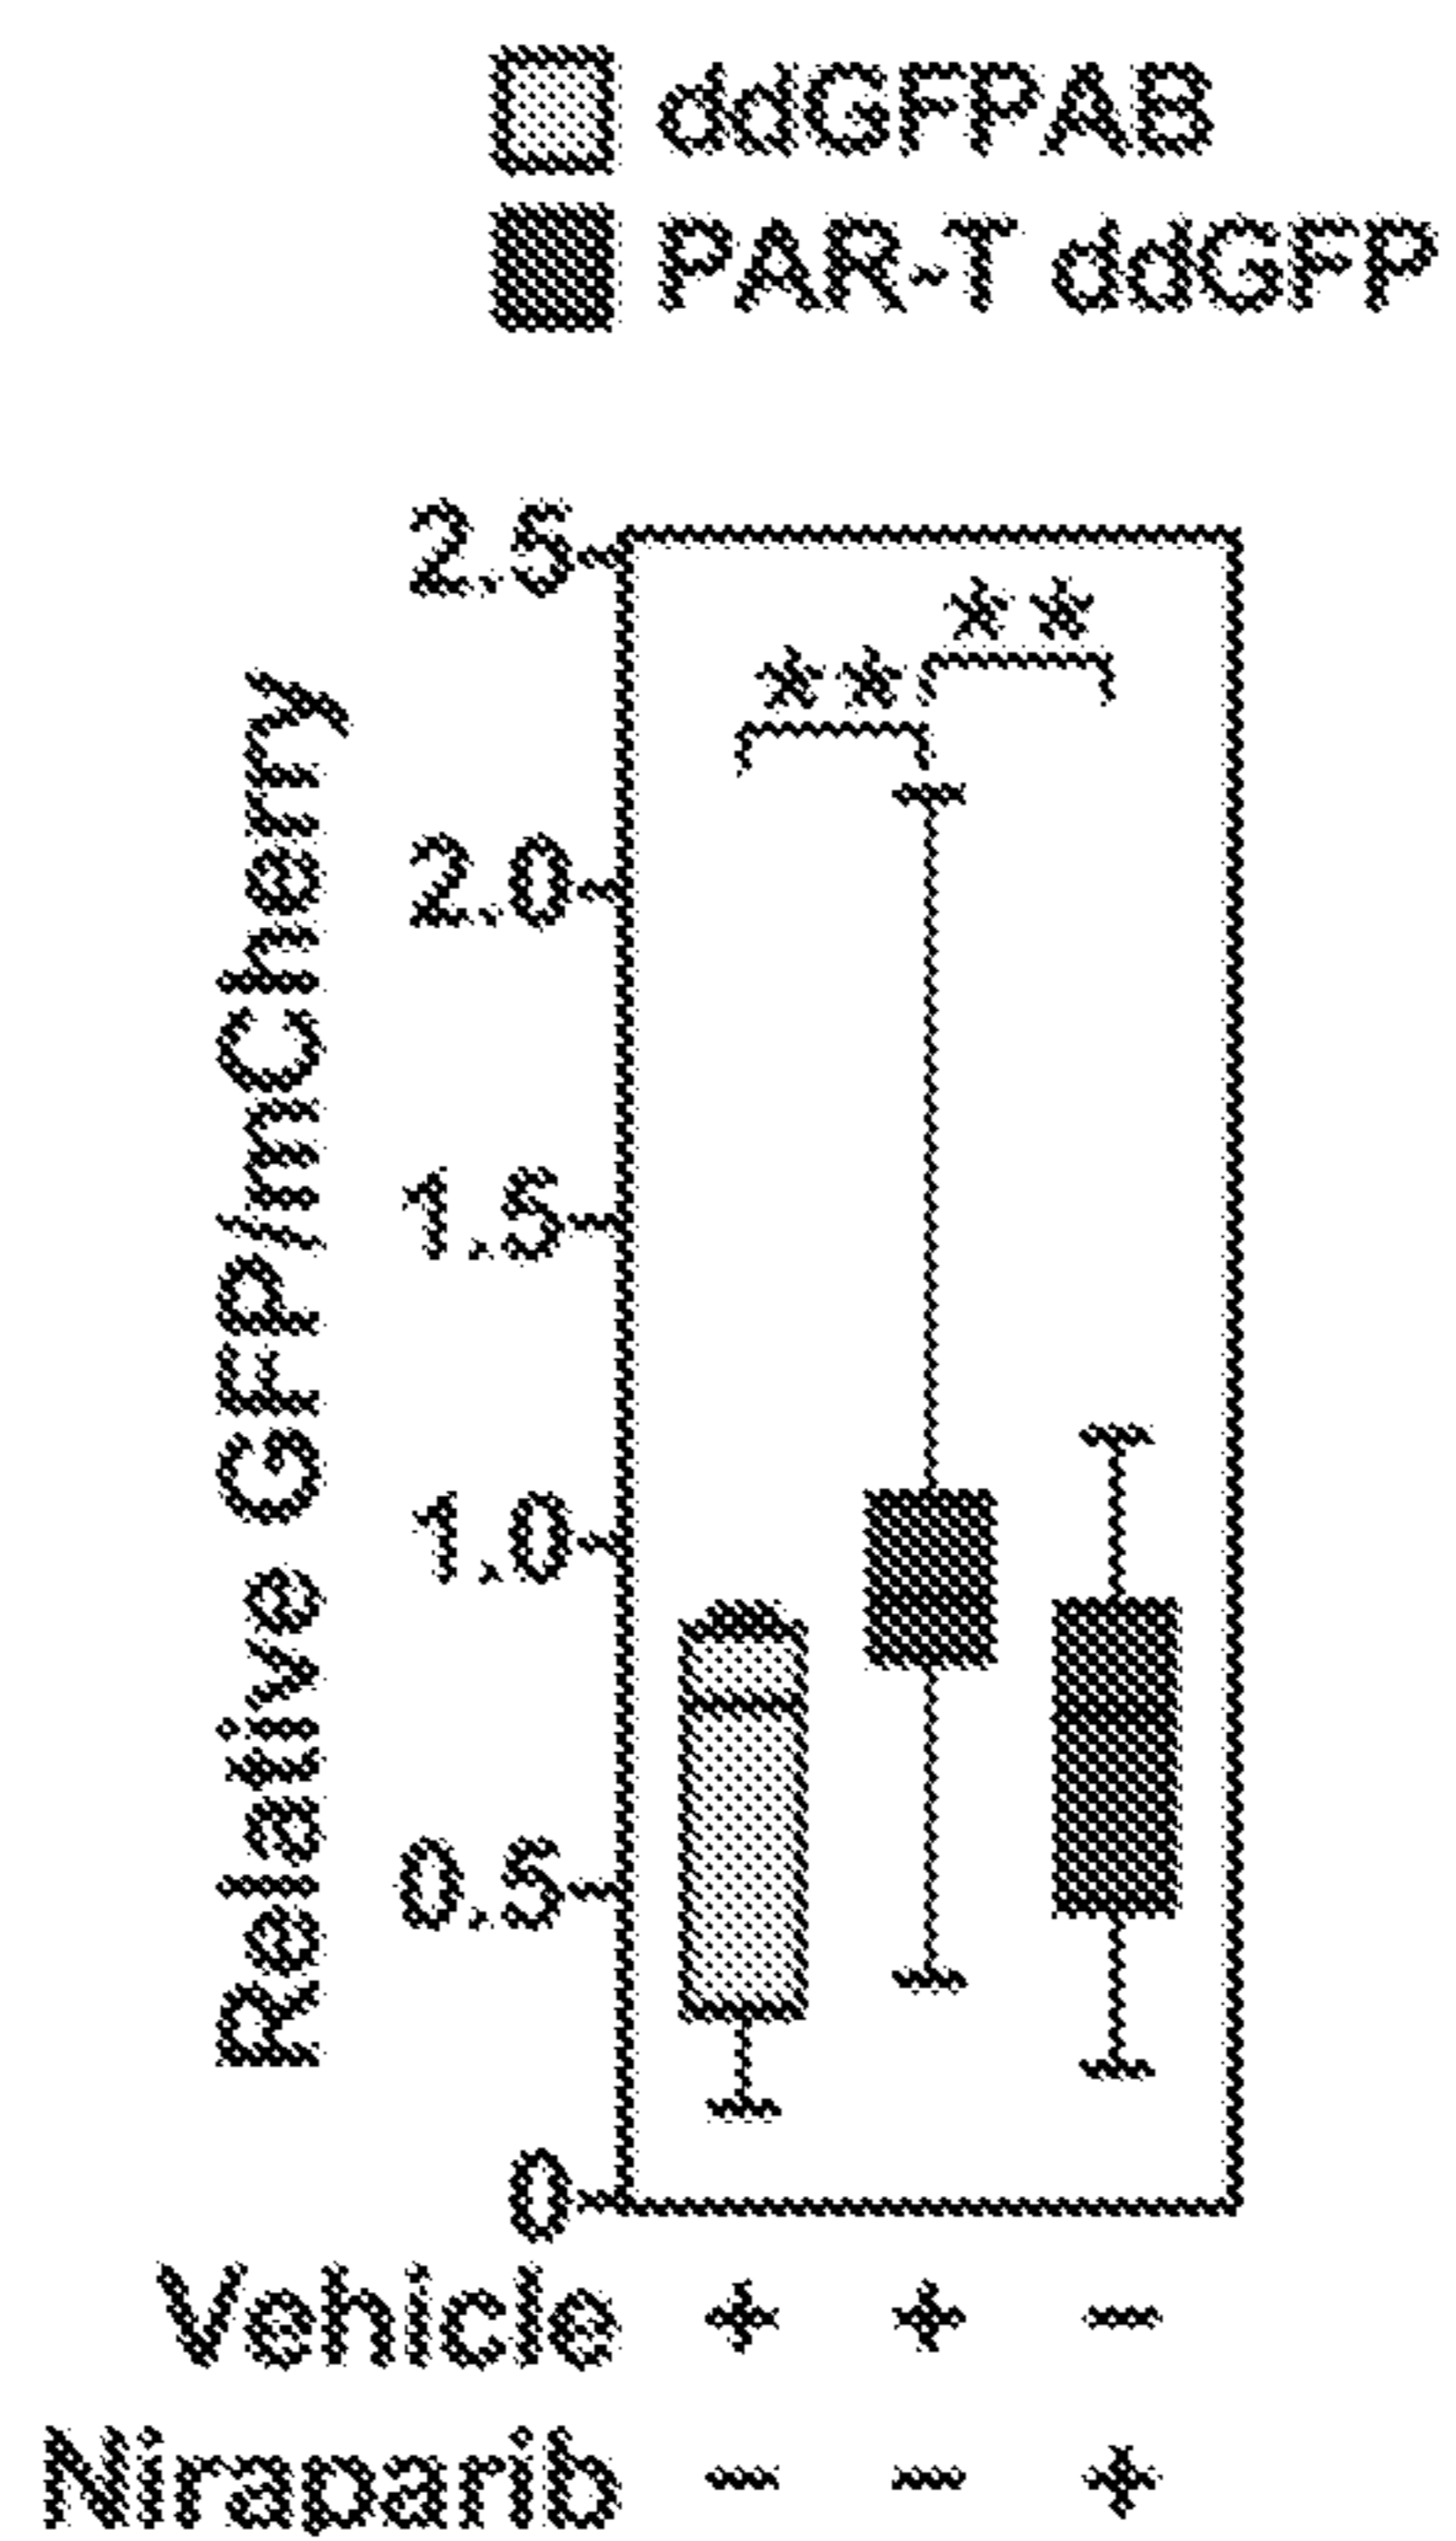 ddGFPAB
PAR-T ddGFP
Relative GFP/mCherry
2.5
2.0
1.5
1.0
0.5
0
**
**
Vehicle + + -
Niraparib - - +